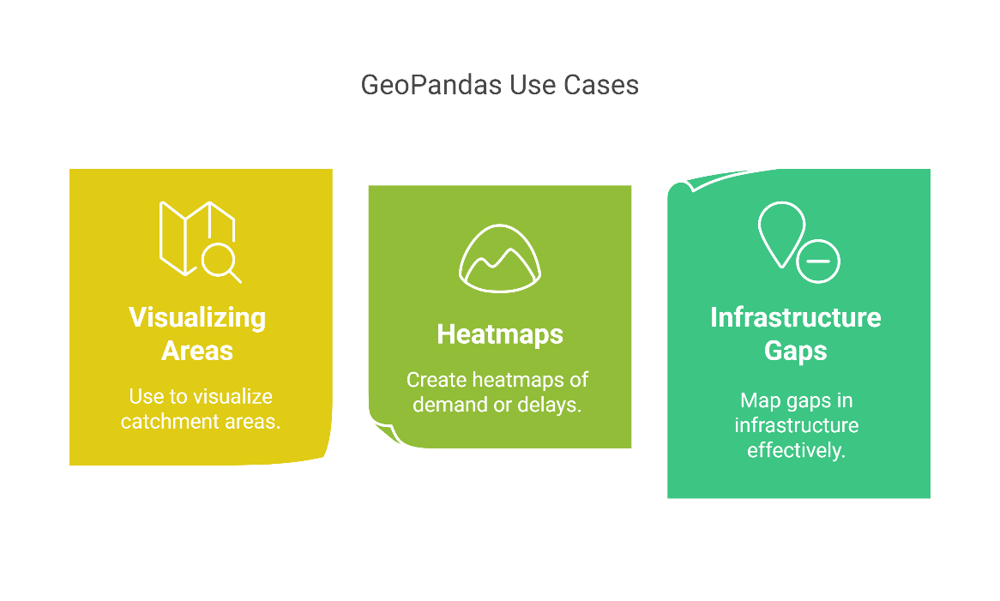 GeoPandas Use Cases
Visualizing
Areas
Use to visualize
catchment areas.
Heatmaps
Create heatmaps of
demand or delays.
Infrastructure
Gaps
Map gaps in
infrastructure
effectively.